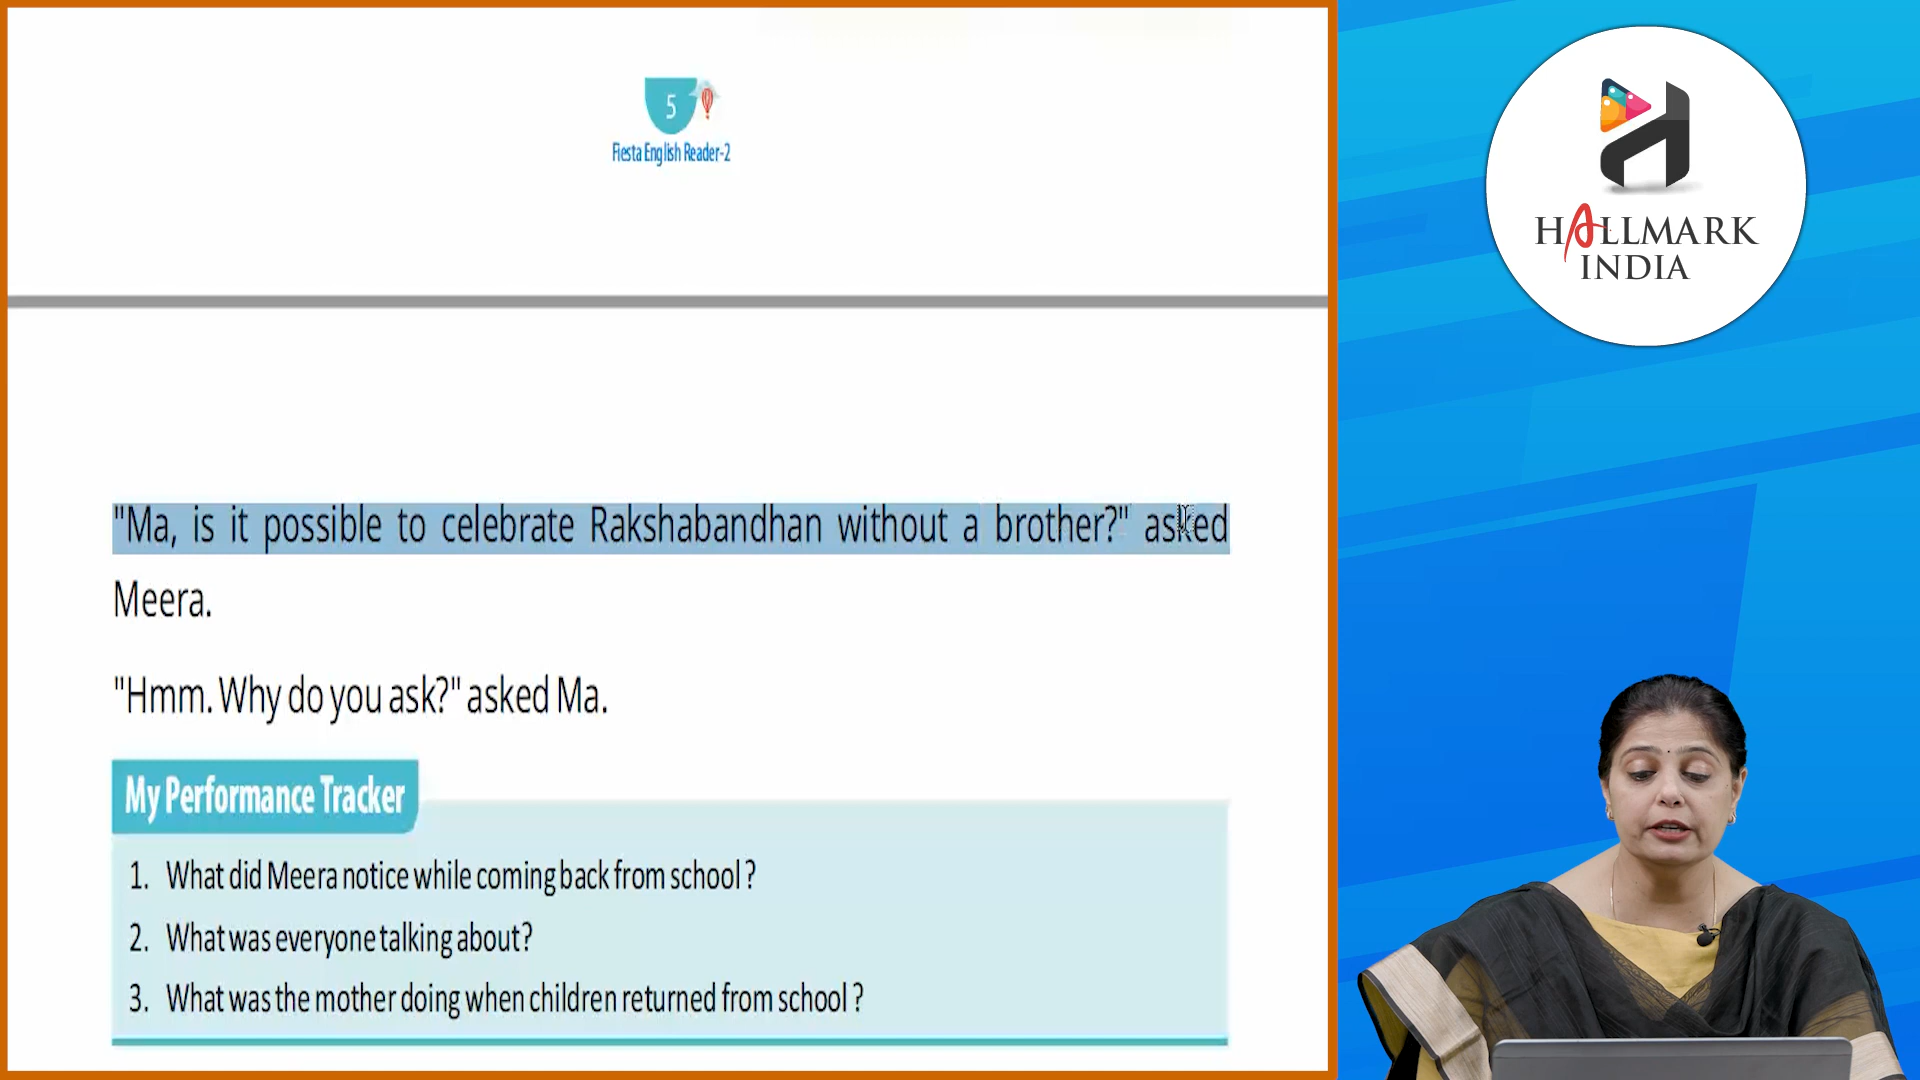 5
Fiesta English Reader-2
HALLMARK
INDIA
"Ma, is it possible to celebrate Rakshabandhan without a brother?" asked
Meera.
"Hmm. Why do you ask?" asked Ma.
My Performance Tracker
1. What did Meera notice while coming back from school ?
2. What was everyone talking about?
3. What was the mother doing when children returned from school ?